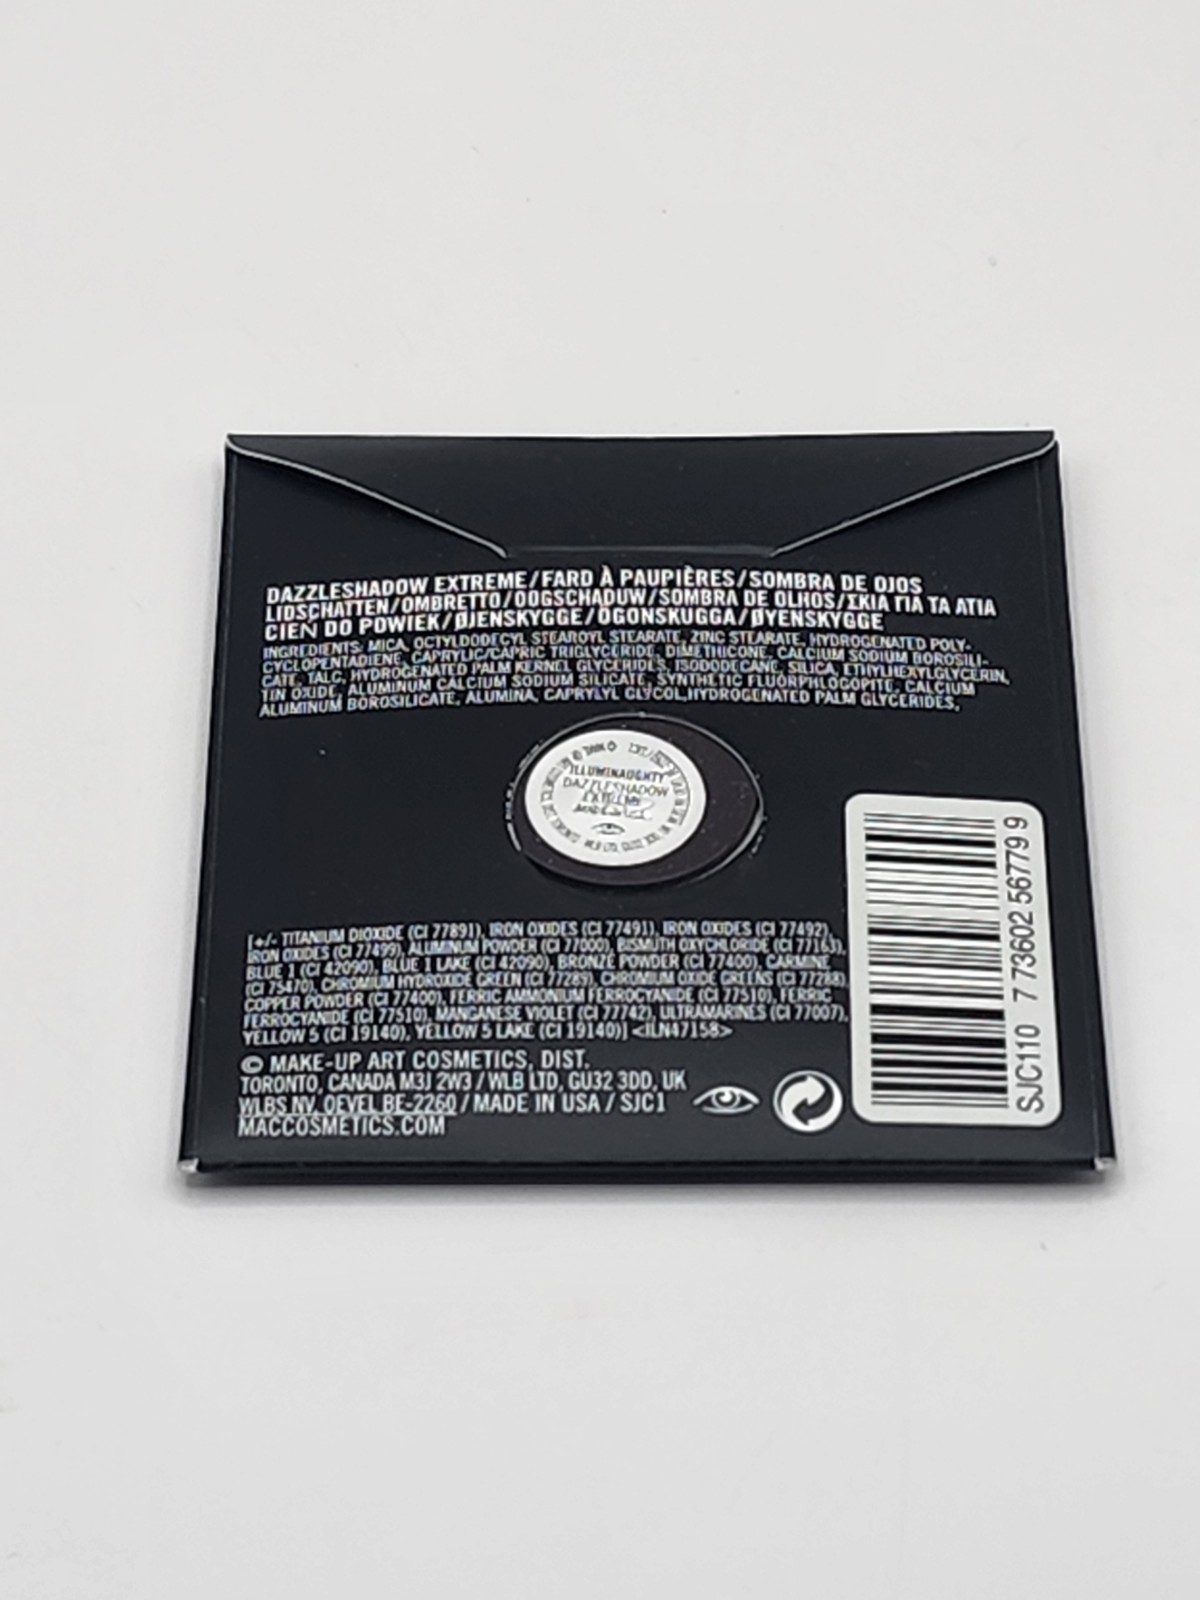 DAZZLESHADOW EXTREME/FARD À PAUPIÈRES/SOMBRA DE OJOS
LIDSCHATTEN/OMBRETTO/OOGSCHADUW/SOMBRA DE OLHOS/ΣΚΙΑ ΓΙΑ ΤΑ ΑΤΙΑ
CIEŃ DO POWIEK/ØJENSKYGGE/ÖGONSKUGGA/ØYENSKYGGE
INGREDIENTS: MICA, OCTYLDODECYL STEAROYL STEARATE, ZINC STEARATE, HYDROGENATED POLY-
CYCLOPENTADIENE, CAPRYLIC/CAPRIC TRIGLYCERIDE, DIMETHICONE, CALCIUM SODIUM BOROSILI-
CATE, TALC, HYDROGENATED PALM KERNEL GLYCERIDES, ISODODECANE, SILICA, ETHYLHEXYLGLYCERIN,
TIN OXIDE, ALUMINUM CALCIUM SODIUM SILICATE, SYNTHETIC FLUORPHLOGOPITE, CALCIUM
ALUMINUM BOROSILICATE, ALUMINA, CAPRYLYL GLYCOL,HYDROGENATED PALM GLYCERIDES,
ILLUMINAUGHTY
DAZZLESHADOW
EXTREME
[+/- TITANIUM DIOXIDE (CI 77891), IRON OXIDES (CI 77491), IRON OXIDES (CI 77492),
IRON OXIDES (CI 77499), ALUMINUM POWDER (CI 77000), BISMUTH OXYCHLORIDE (CI 77163),
BLUE 1 (CI 42090), BLUE 1 LAKE (CI 42090), BRONZE POWDER (CI 77400), CARMINE
(CI 75470), CHROMIUM HYDROXIDE GREEN (CI 77289), CHROMIUM OXIDE GREENS (CI 77288),
COPPER POWDER (CI 77400), FERRIC AMMONIUM FERROCYANIDE (CI 77510), FERRIC
FERROCYANIDE (CI 77510), MANGANESE VIOLET (CI 77742), ULTRAMARINES (CI 77007),
YELLOW 5 (CI 19140), YELLOW 5 LAKE (CI 19140)] <ILN47158>
© MAKE-UP ART COSMETICS, DIST.
TORONTO, CANADA M3J 2W3 / WLB LTD, GU32 3DD, UK
WLBS NV, OEVEL BE-2260 / MADE IN USA / SJC1
MACCOSMETICS.COM
SJC110 7 73602 56779 9